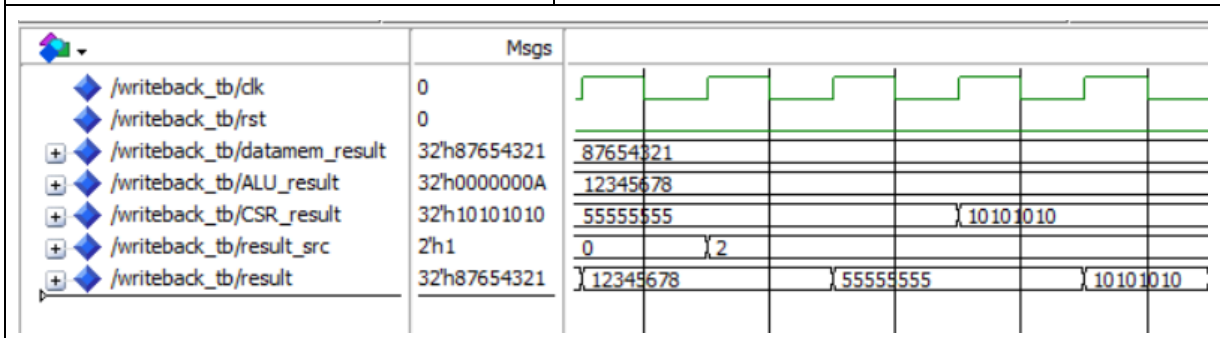 Msgs
/writeback_tb/clk 0
/writeback_tb/rst 0
/writeback_tb/datamem_result 32'h87654321 87654321
/writeback_tb/ALU_result 32'h0000000A 12345678
/writeback_tb/CSR_result 32'h10101010 55555555 10101010
/writeback_tb/result_src 2'h1 0 2
/writeback_tb/result 32'h87654321 12345678 55555555 10101010